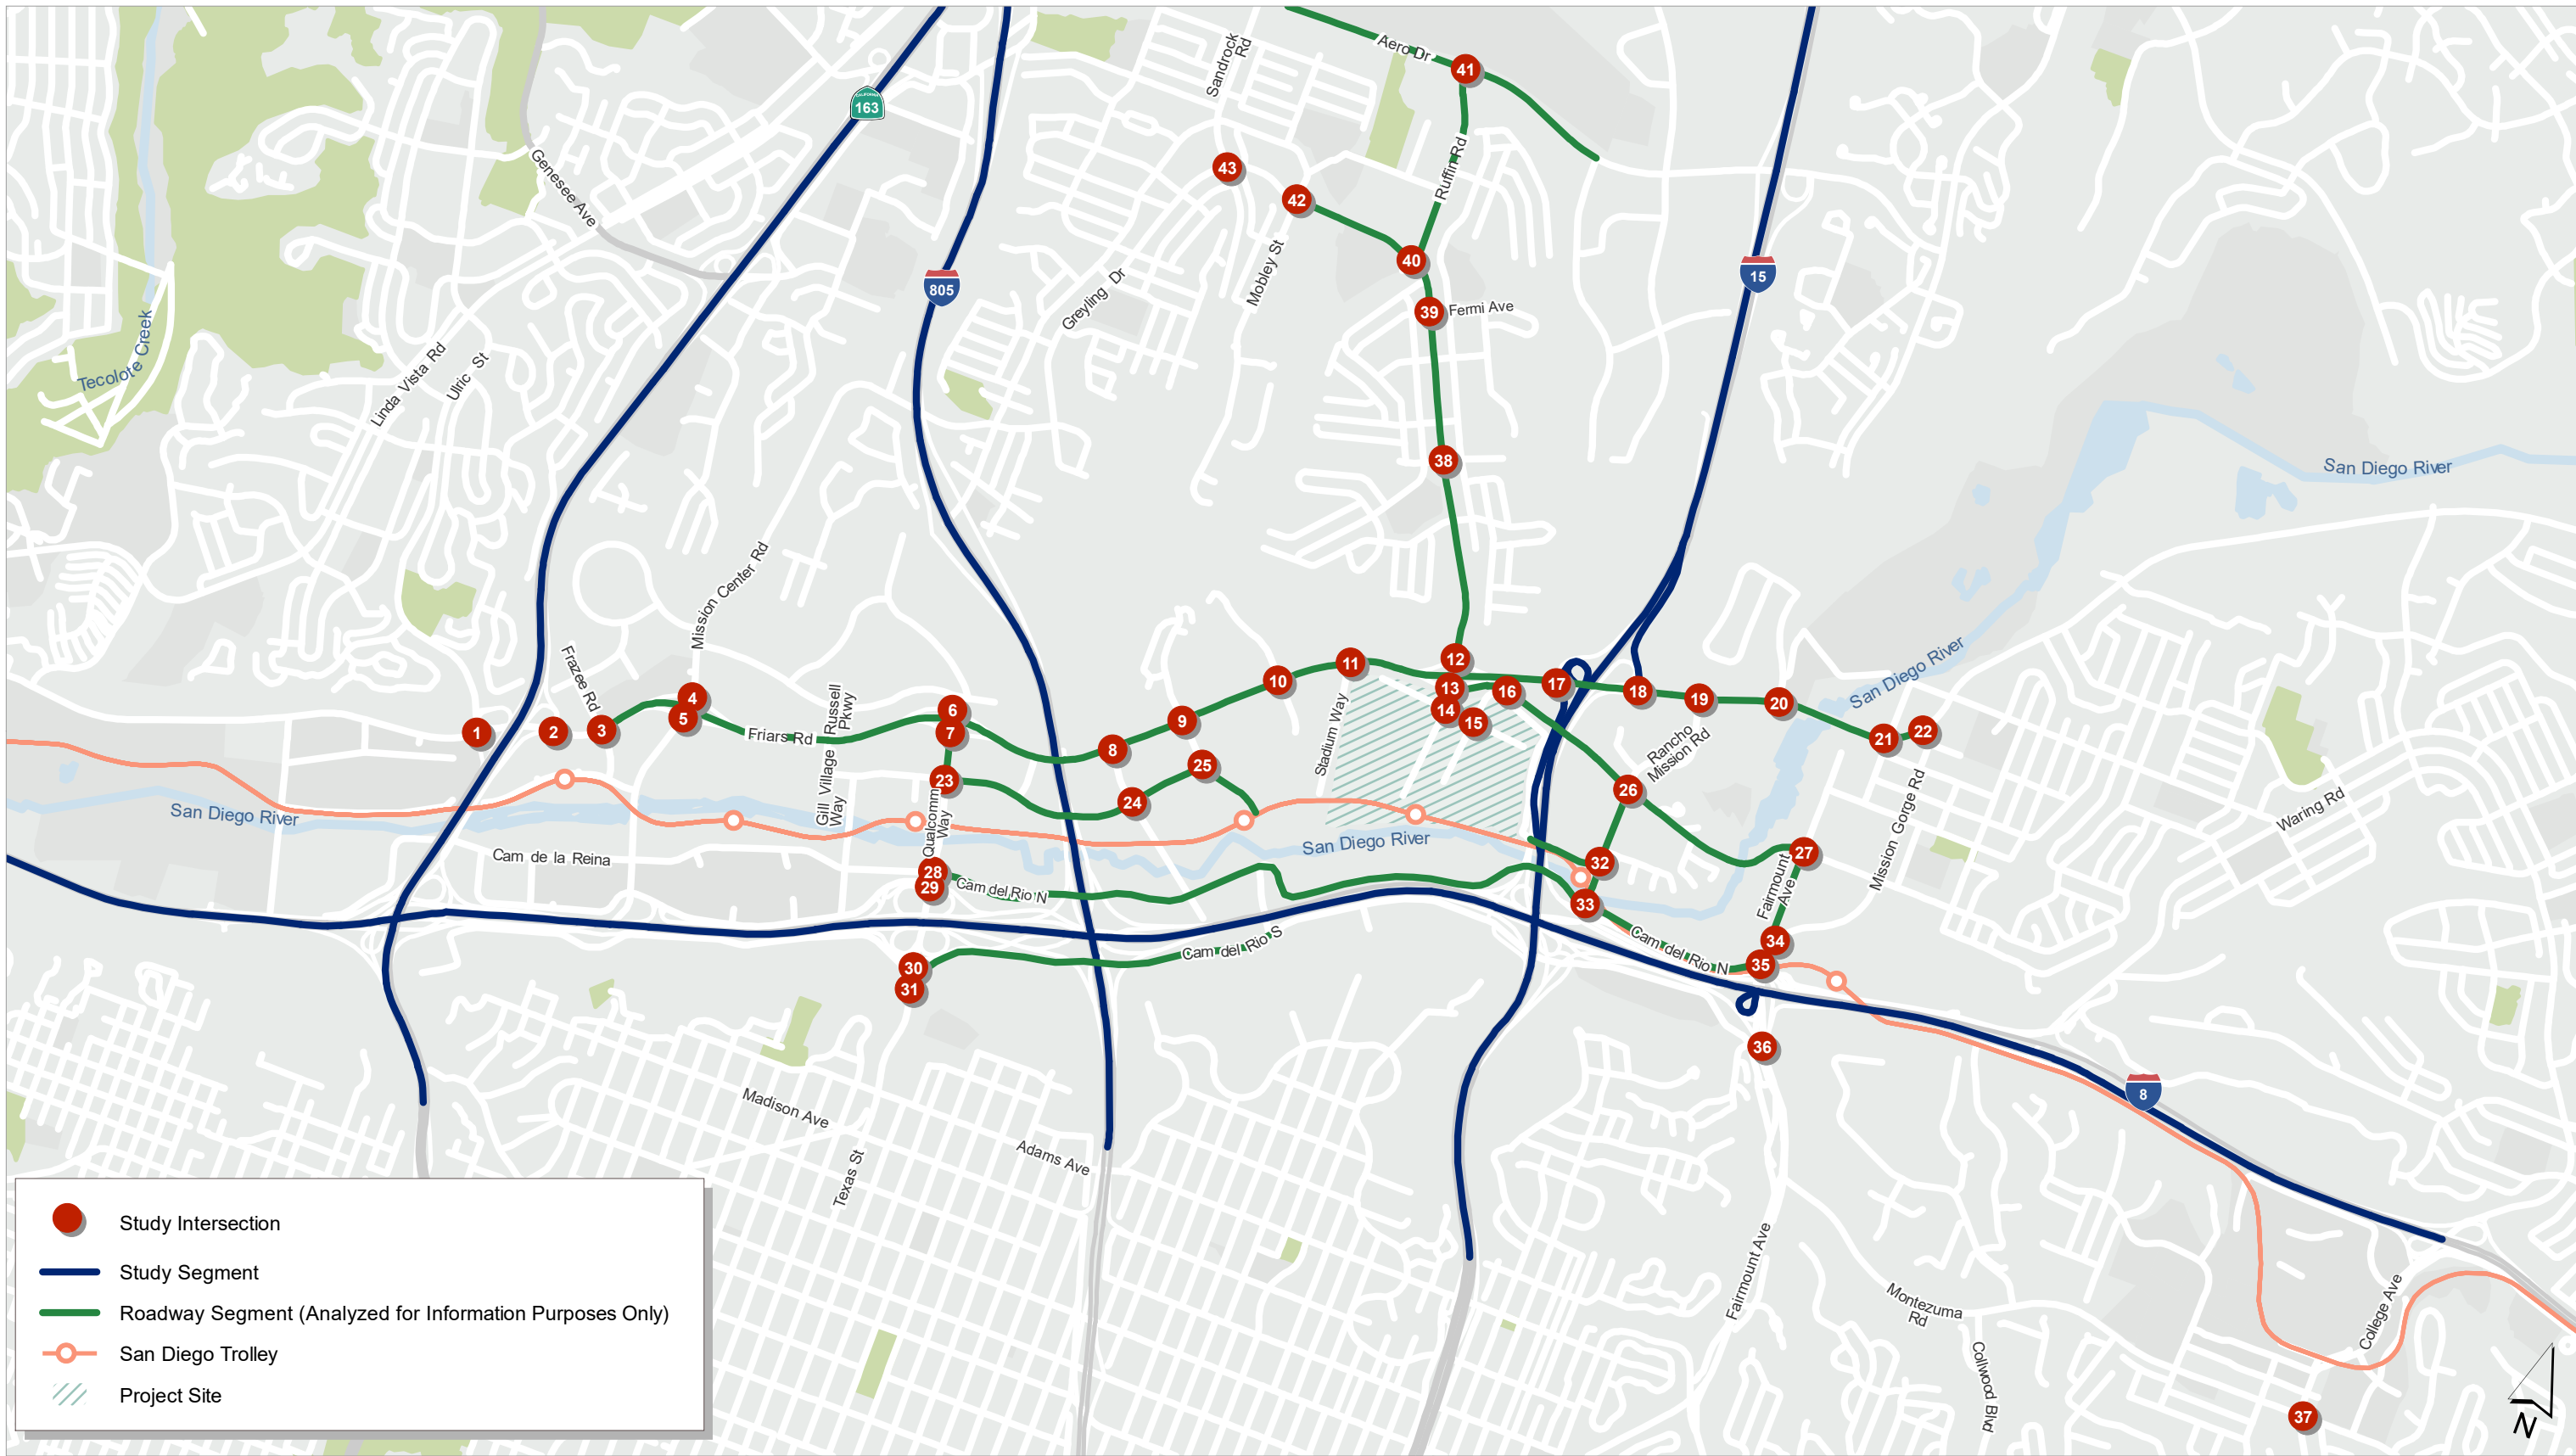 Aero Dr
41
Sandrock
Rd
CALIFORNIA
163
43
42
Ruffin Rd
Genesee Ave
40
15
Mobley St
805
Greyling Dr
39
Fermi Ave
Tecolote Creek
Linda Vista Rd
Ulric St
38
San Diego River
Mission Center Rd
Frazee Rd
San Diego River
1
2
3
4
5
Friars Rd
Russell
Pkwy
6
7
8
9
10
11
12
13
14
15
16
17
18
19
20
21
22
Stadium Way
Rancho
Mission Rd
Gill Village
Way
23
24
25
26
Qualcomm
Way
San Diego River
San Diego River
Mission Gorge Rd
Waring Rd
Cam de la Reina
27
28
29
Cam del Rio N
32
33
Fairmount
Ave
30
31
Cam del Rio S
Cam del Rio N
34
35
36
8
Madison Ave
Adams Ave
Texas St
Fairmount Ave
Montezuma
Rd
Collwood Blvd
College Ave
37
N
Study Intersection
Study Segment
Roadway Segment (Analyzed for Information Purposes Only)
San Diego Trolley
Project Site